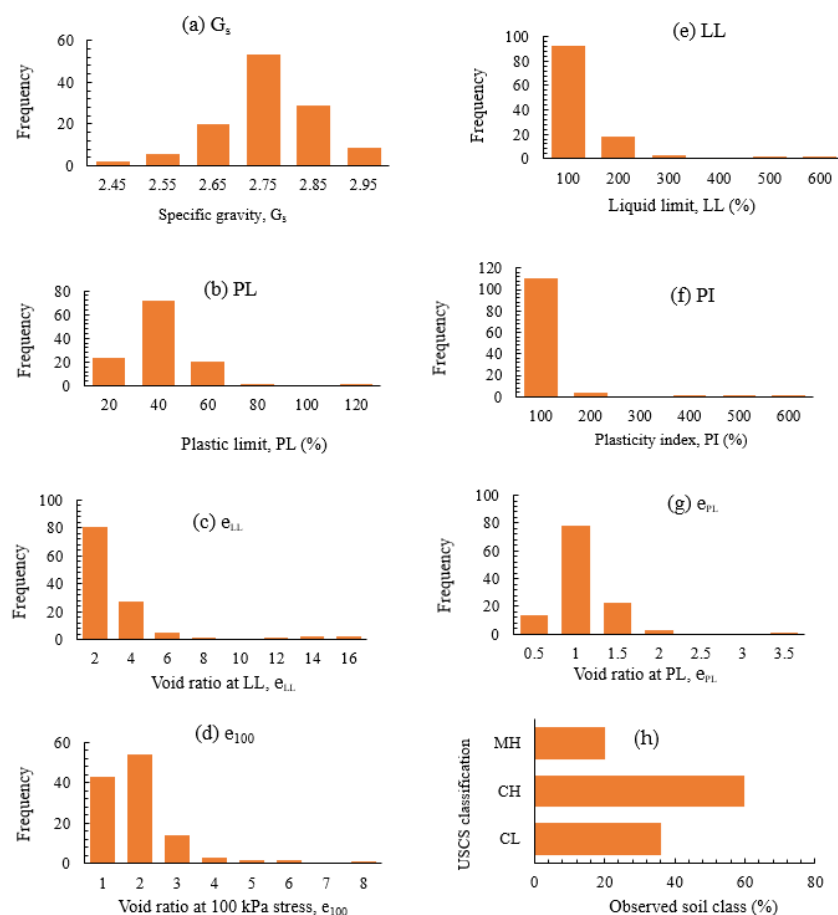 (a) Gs
60
40
20
0
Frequency
2.45 2.55 2.65 2.75 2.85 2.95
Specific gravity, Gs
(e) LL
100
80
60
40
20
0
Frequency
100 200 300 400 500 600
Liquid limit, LL (%)
(b) PL
80
60
40
20
0
Frequency
20 40 60 80 100 120
Plastic limit, PL (%)
(f) PI
120
100
80
60
40
20
0
Frequency
100 200 300 400 500 600
Plasticity index, PI (%)
(c) eLL
100
80
60
40
20
0
Frequency
2 4 6 8 10 12 14 16
Void ratio at LL, eLL
(g) ePL
100
80
60
40
20
0
Frequency
0.5 1 1.5 2 2.5 3 3.5
Void ratio at PL, ePL
(d) e100
60
40
20
0
Frequency
1 2 3 4 5 6 7 8
Void ratio at 100 kPa stress, e100
(h)
MH
CH
CL
USCS classification
0 20 40 60 80
Observed soil class (%)